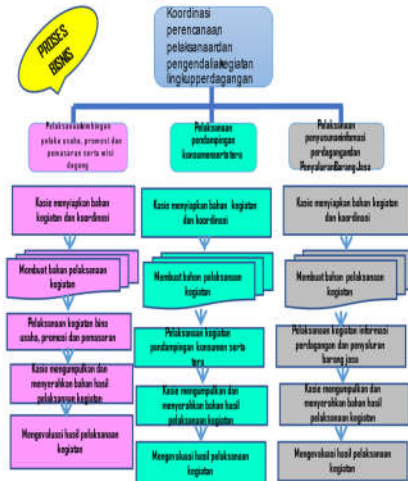 PROSES
BISNIS
Koordinasi
perencanaan,
pelaksanaandan
pengendaliankegiatan
lingkupperdagangan
Pelaksanaanbimbingan
pelaku usaha, promosi dan
pemasaran serta misi
dagang
Pelaksanaan
pendampingan
konsumensertatera
Pelaksanaan
penyusunaninformasi
perdagangandan
PenyaluranBarangJasa
Kasie menyiapkan bahan
kegiatan dan koordinasi
Kasie menyiapkan bahan kegiatan
dan koordinasi
Kasie menyiapkan bahan kegiatan
dan koordinasi
Membuat bahan pelaksanaan
kegiatan
Membuat bahan pelaksanaan
kegiatan
Membuat bahan pelaksanaan
kegiatan
Pelaksanaan kegiatan bina
usaha, promosi dan pemasaran
Pelaksanaan kegiatan
pendampingan konsumen serta
tera
Pelaksanaan kegiatan informasi
perdagangan dan penyaluran
barang jasa
Kasie mengumpulkan dan
menyerahkan bahan hasil
pelaksanaan kegiatan
Kasie mengumpulkan dan
menyerahkan bahan hasil
pelaksanaan kegiatan
Kasie mengumpulkan dan
menyerahkan bahan hasil
pelaksanaan kegiatan
Mengevaluasi hasil pelaksanaan
kegiatan
Mengevaluasi hasil pelaksanaan
kegiatan
Mengevaluasi hasil pelaksanaan
kegiatan